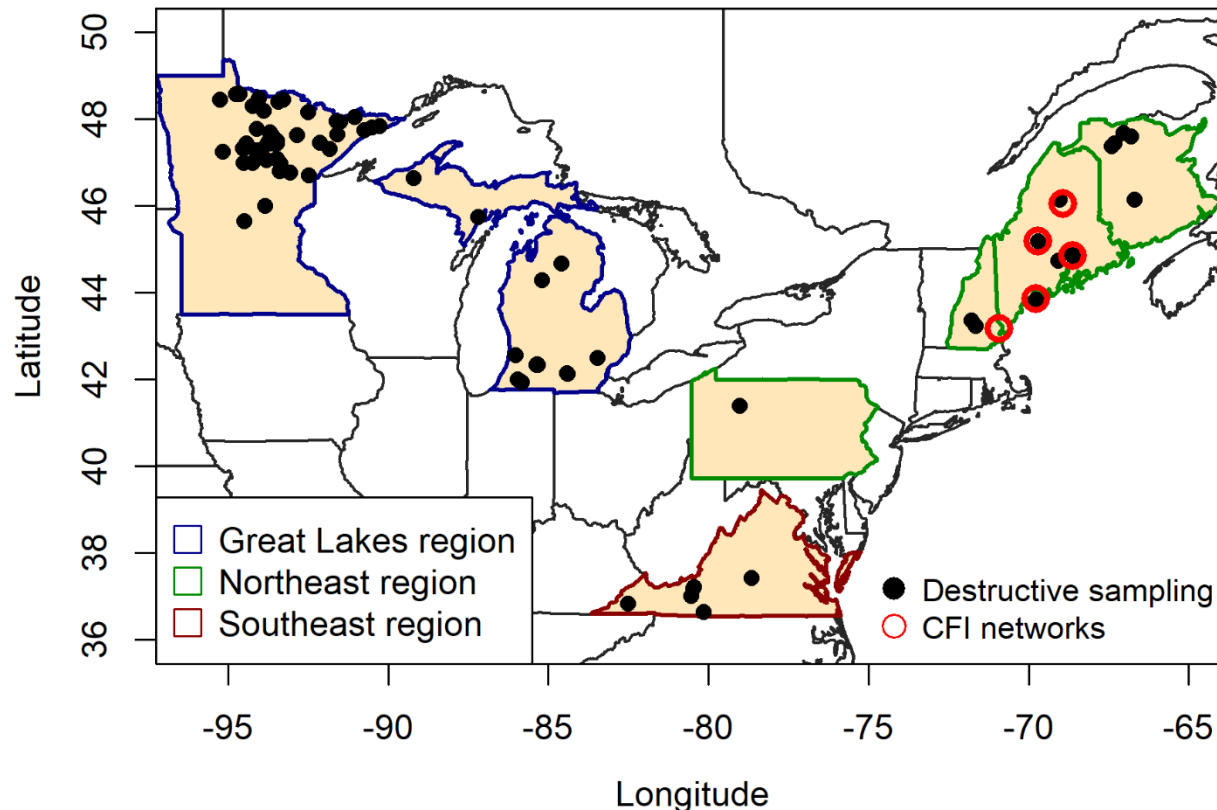 50
48
46
44
42
40
38
36
Latitude
Great Lakes region
Northeast region
Southeast region
Destructive sampling
CFI networks
-95
-90
-85
-80
-75
-70
-65
Longitude